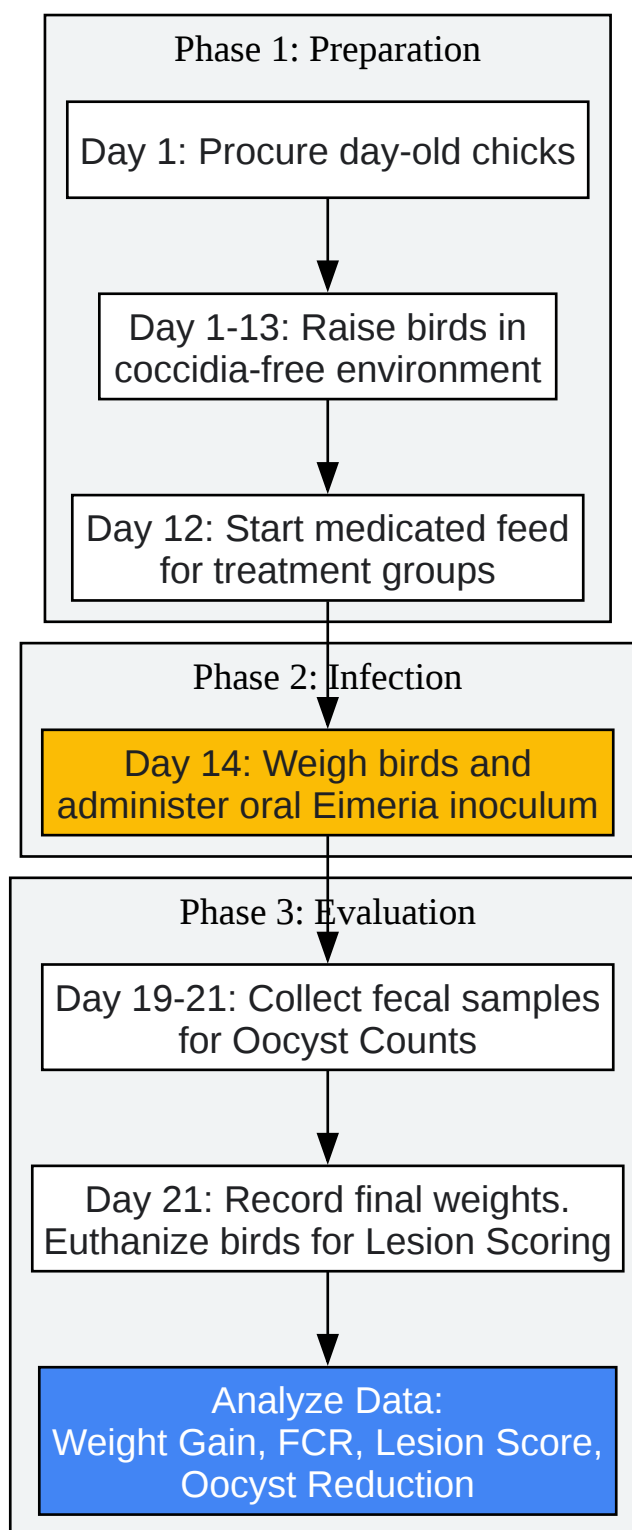 Phase 1: Preparation
Day 1: Procure day-old chicks
Day 1-13: Raise birds in
coccidia-free environment
Day 12: Start medicated feed
for treatment groups
Phase 2: Infection
Day 14: Weigh birds and
administer oral Eimeria inoculum
Phase 3: Evaluation
Day 19-21: Collect fecal samples
for Oocyst Counts
Day 21: Record final weights.
Euthanize birds for Lesion Scoring
Analyze Data:
Weight Gain, FCR, Lesion Score,
Oocyst Reduction